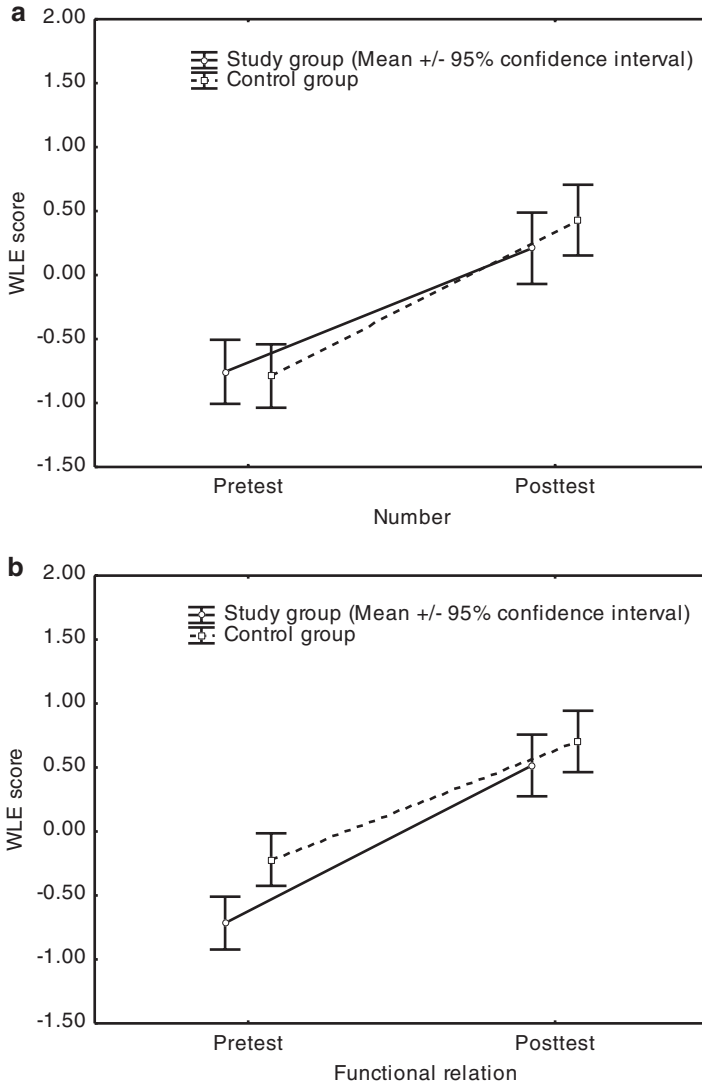 a
2.00
Study group (Mean +/- 95% confidence interval)
Control group
1.50
1.00
0.50
0.00
-0.50
-1.00
-1.50
WLE score
Pretest Posttest
Number
b
2.00
Study group (Mean +/- 95% confidence interval)
Control group
1.50
1.00
0.50
0.00
-0.50
-1.00
-1.50
WLE score
Pretest Posttest
Functional relation